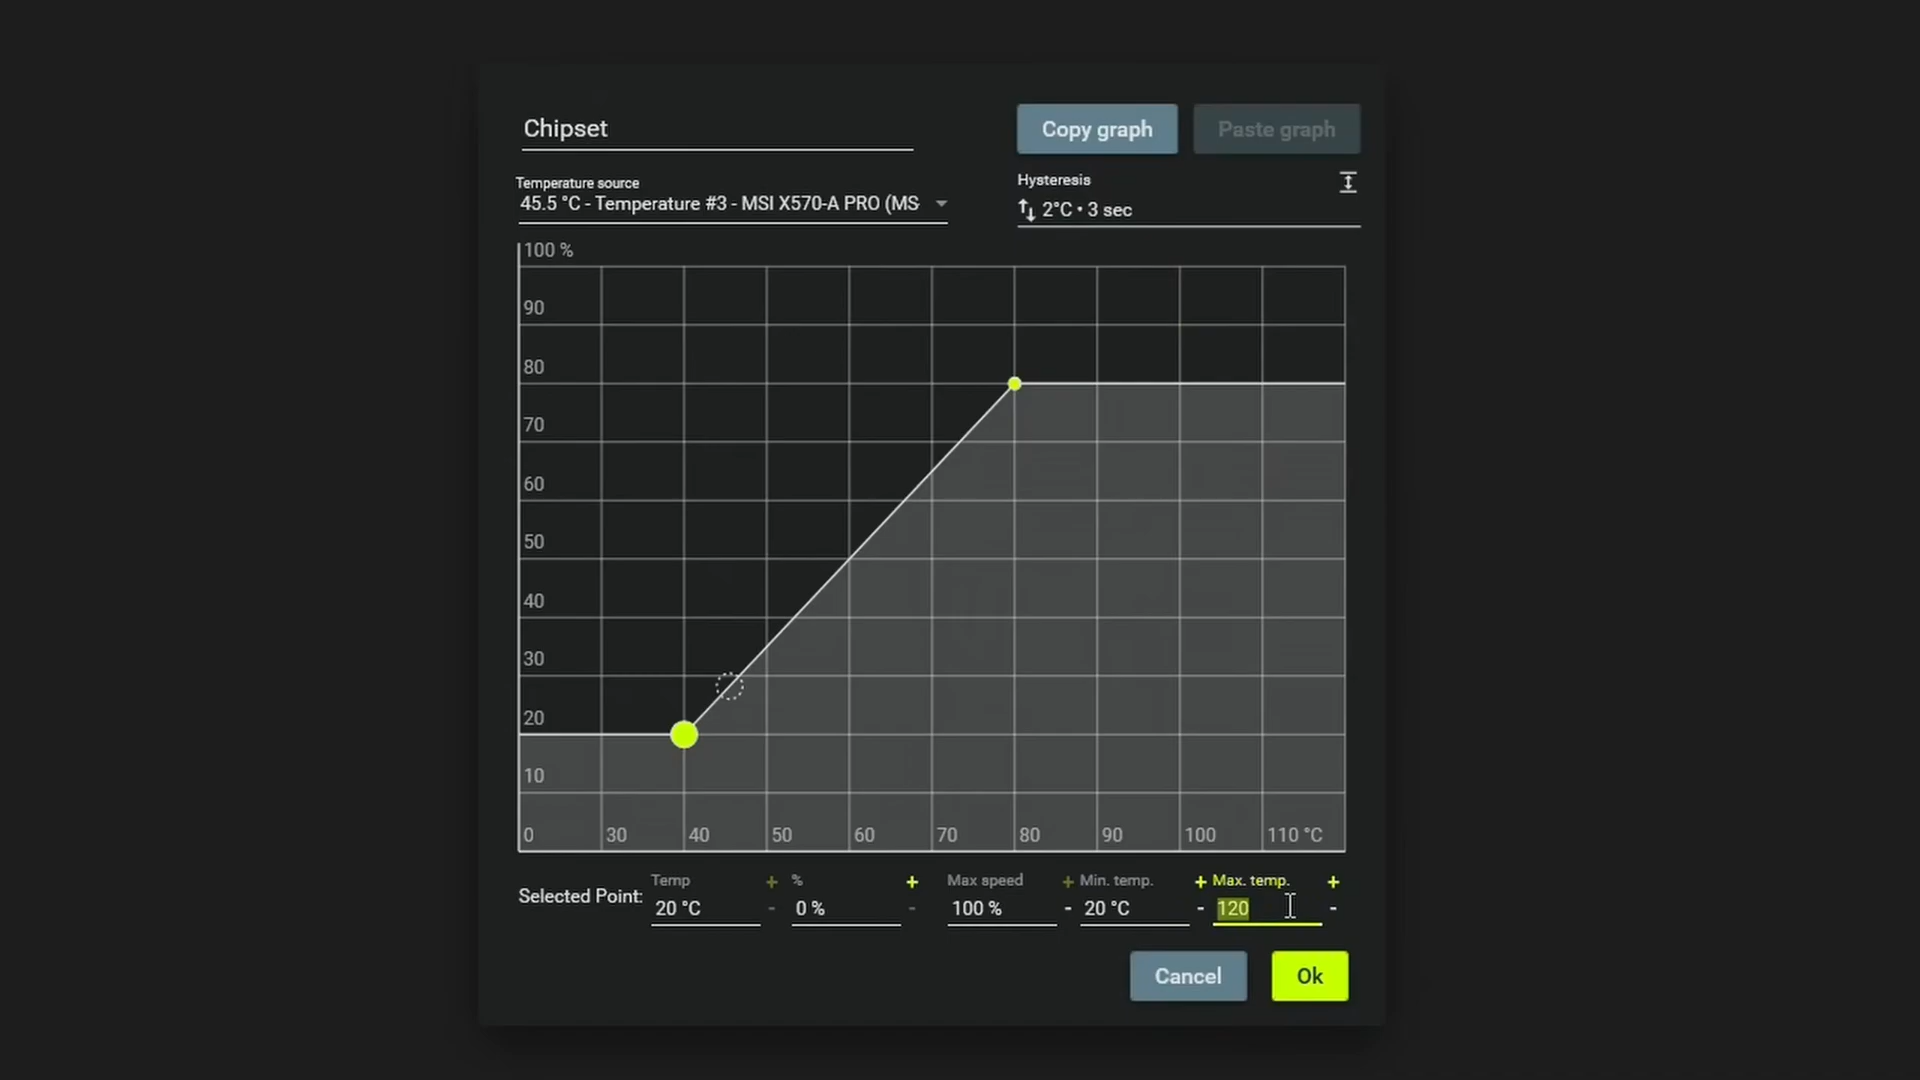 Chipset
Copy graph
Paste graph
Temperature source
45.5 °C - Temperature #3 - MSI X570-A PRO (MS
Hysteresis
2°C • 3 sec
100 %
90
80
70
60
50
40
30
20
10
0 30 40 50 60 70 80 90 100 110 °C
Selected Point:
Temp + % + Max speed + Min. temp. + Max. temp. +
20 °C - 0 % - 100 % - 20 °C - 120 -
Cancel
Ok